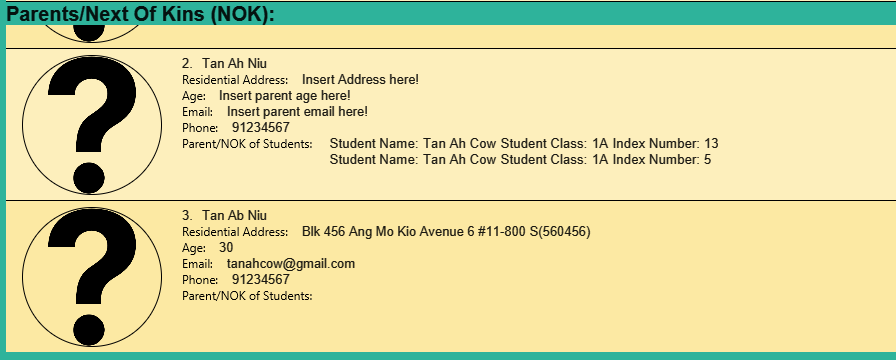 Parents/Next Of Kins (NOK):
2. Tan Ah Niu
Residential Address: Insert Address here!
Age: Insert parent age here!
Email: Insert parent email here!
Phone: 91234567
Parent/NOK of Students: Student Name: Tan Ah Cow Student Class: 1A Index Number: 13
Student Name: Tan Ah Cow Student Class: 1A Index Number: 5
3. Tan Ab Niu
Residential Address: Blk 456 Ang Mo Kio Avenue 6 #11-800 S(560456)
Age: 30
Email: tanahcow@gmail.com
Phone: 91234567
Parent/NOK of Students: